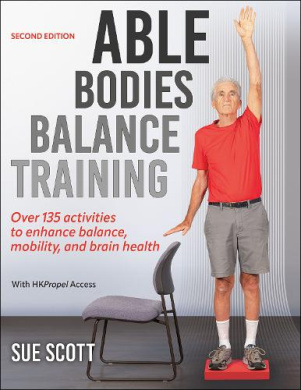 SECOND EDITION
ABLE
BODIES
BALANCE
TRAINING
Over 135 activities
to enhance balance,
mobility, and brain health
With HKPropel Access
SUE SCOTT